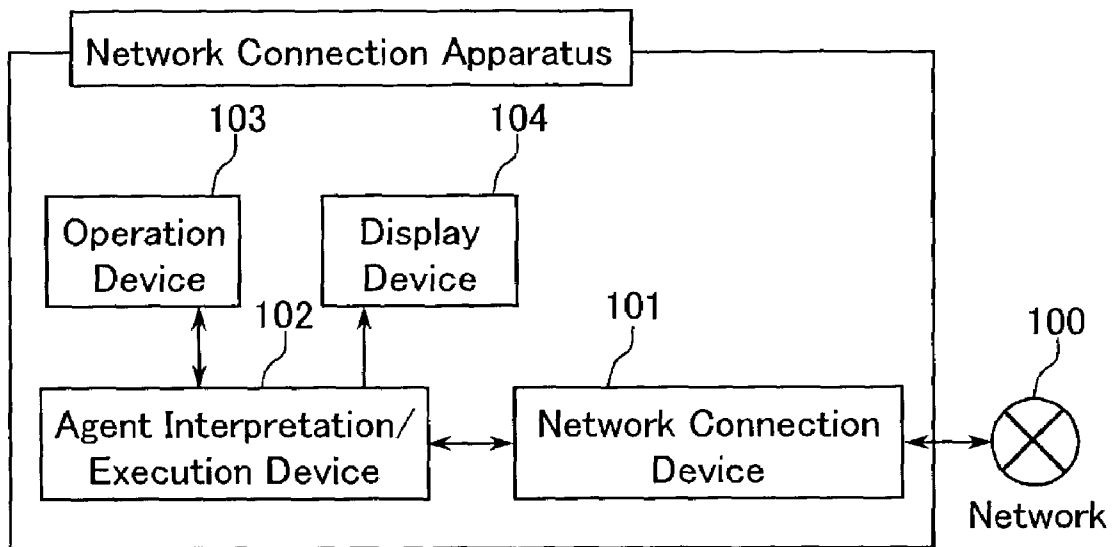 Network Connection Apparatus
103
104
Operation
Device
Display
Device
102
101
100
Agent Interpretation/
Execution Device
Network Connection
Device
Network